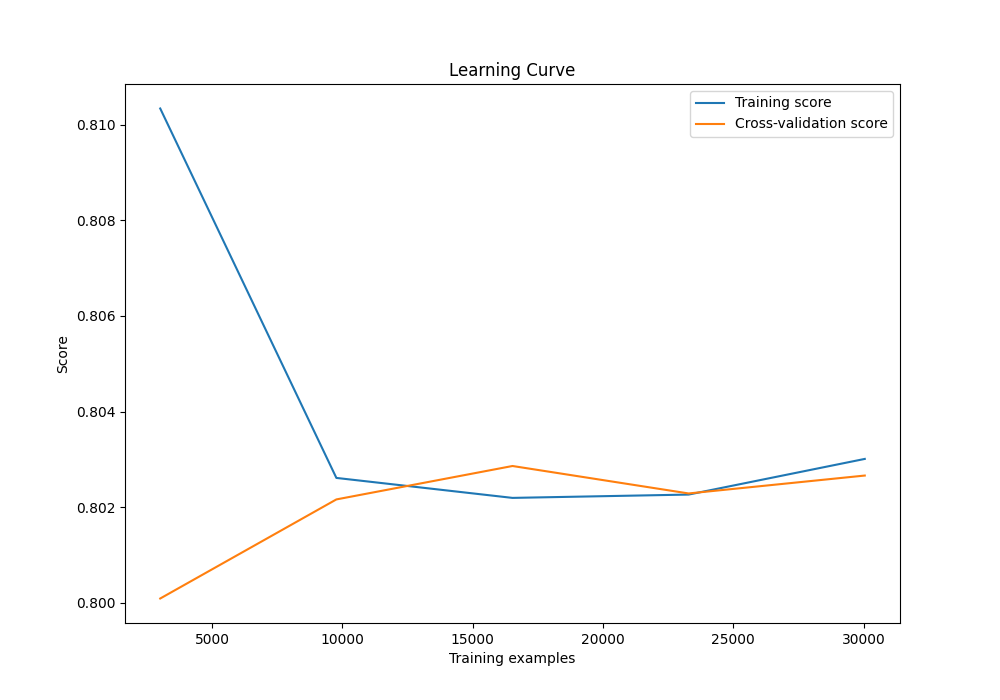 Learning Curve
Training score
Cross-validation score
0.810
0.808
0.806
0.804
0.802
0.800
Score
5000 10000 15000 20000 25000 30000
Training examples